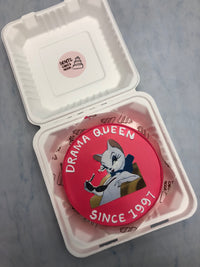 DRAMA QUEEN
SINCE 1997